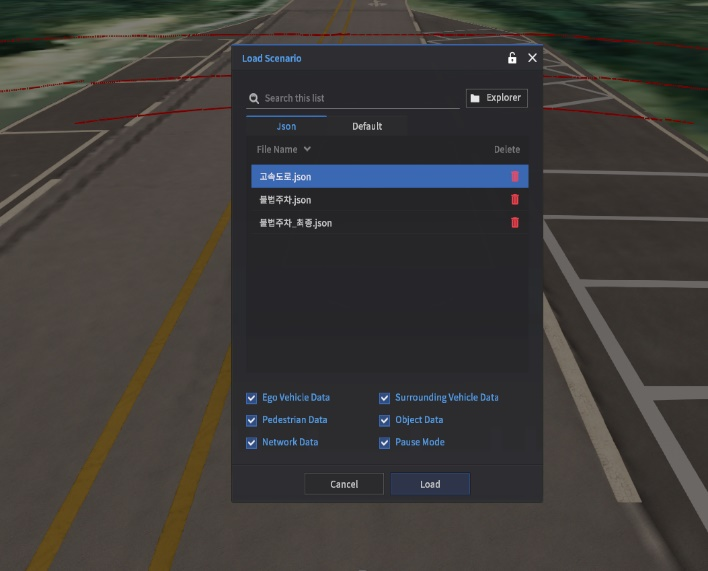 Load Scenario
Search this list
Explorer
Json Default
File Name Delete
고속도로.json
불법주차.json
불법주차_최종.json
Ego Vehicle Data Surrounding Vehicle Data
Pedestrian Data Object Data
Network Data Pause Mode
Cancel Load